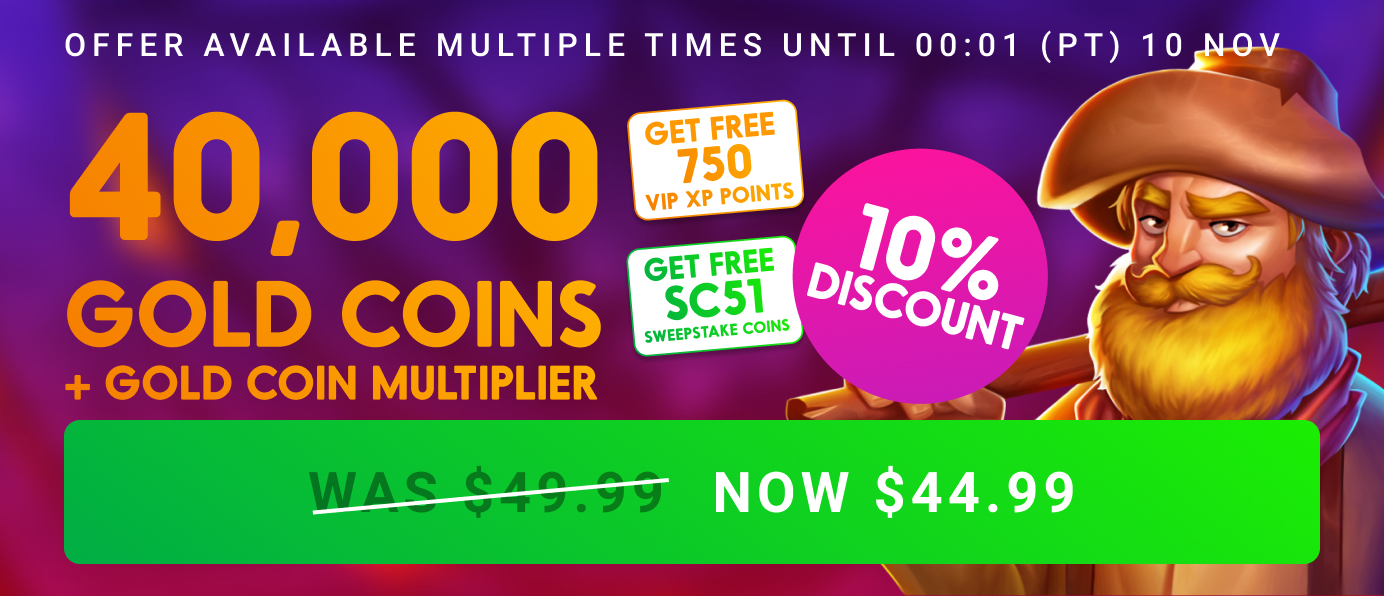 OFFER AVAILABLE MULTIPLE TIMES UNTIL 00:01 (PT) 10 NOV
40,000
GOLD COINS
+ GOLD COIN MULTIPLIER
GET FREE
750
VIP XP POINTS
GET FREE
SC51
SWEEPSTAKE COINS
10%
DISCOUNT
WAS $49.99 NOW $44.99